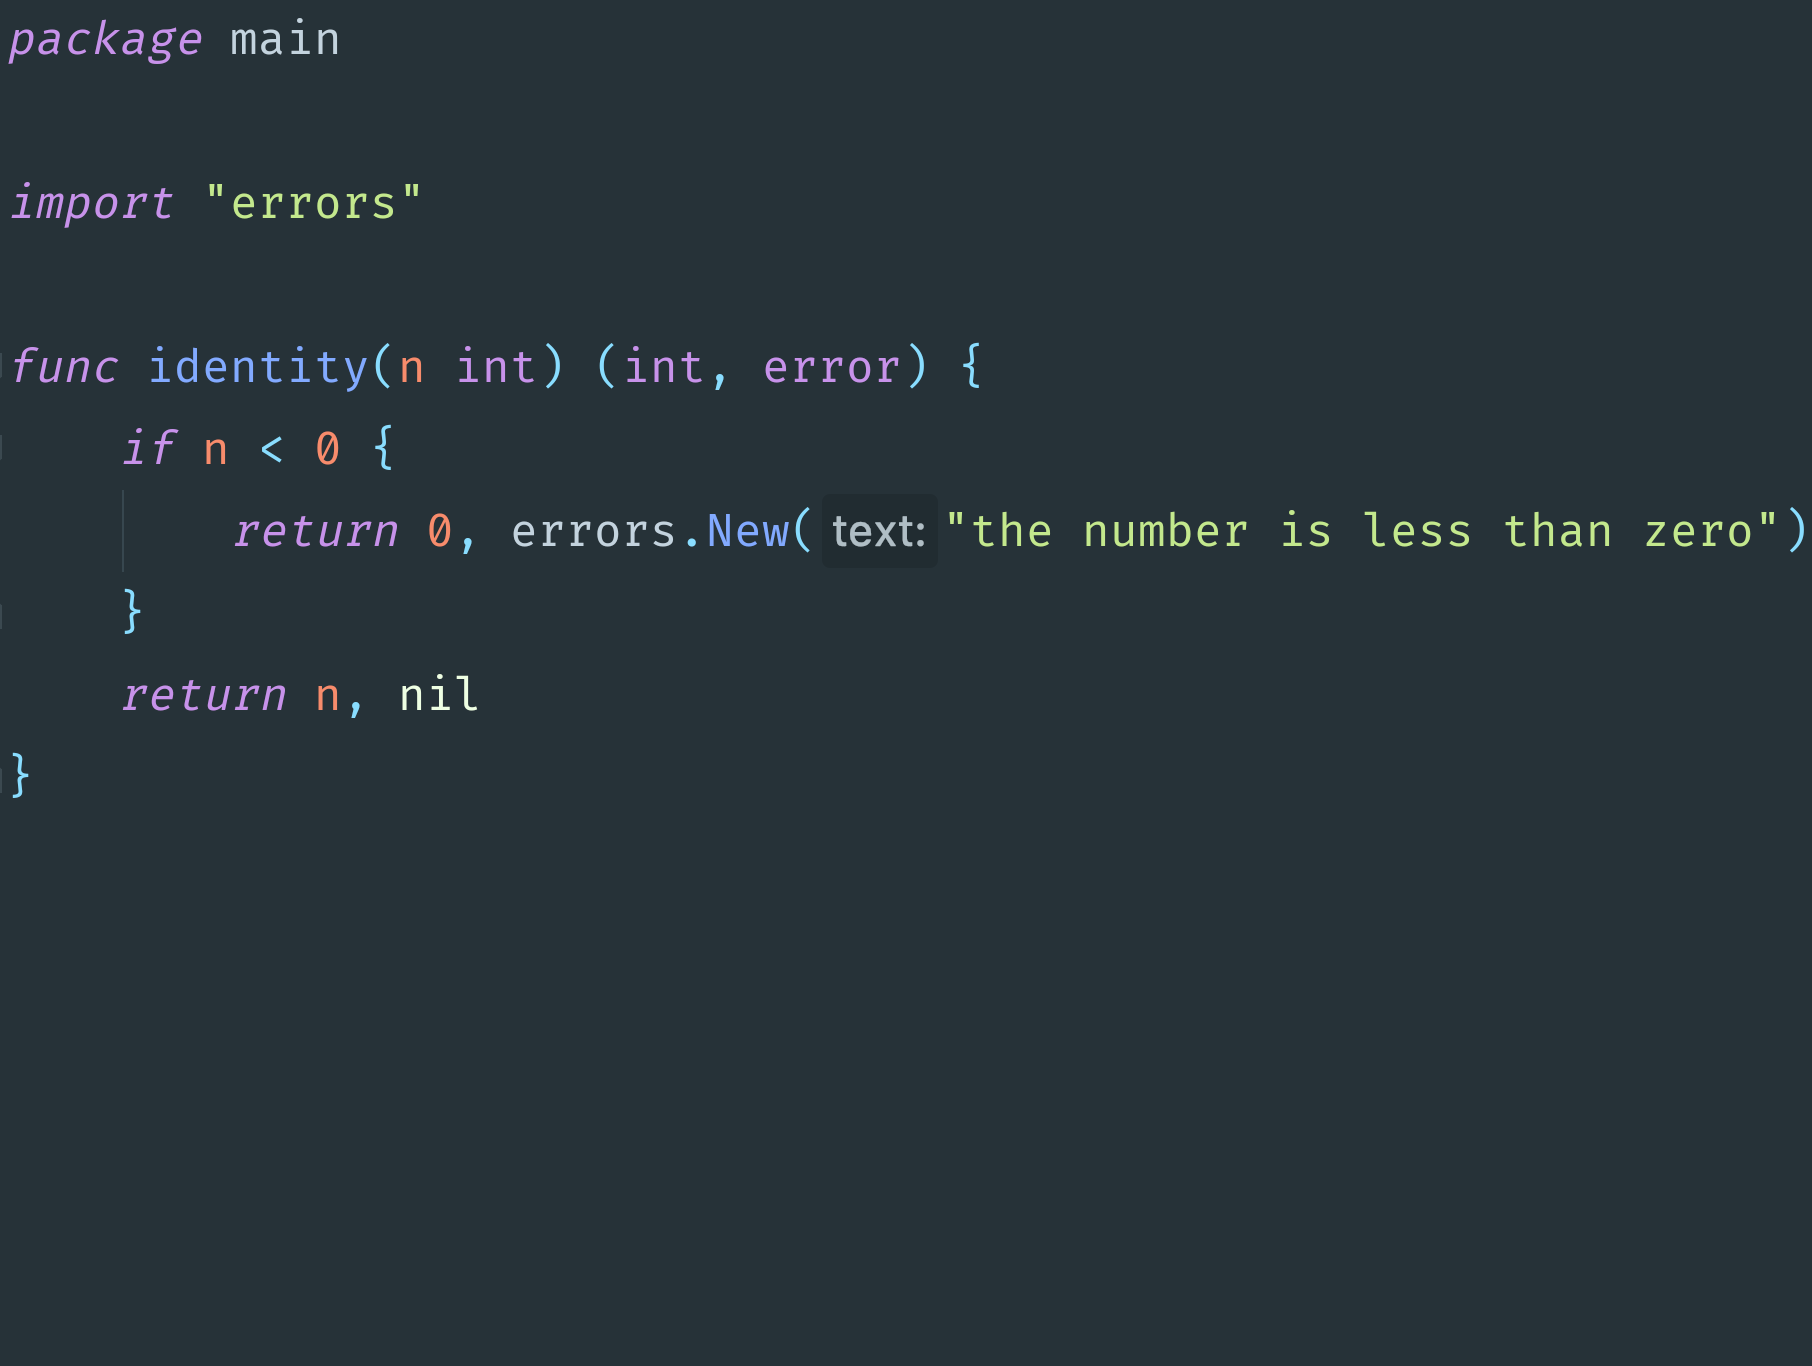 package main
import "errors"
func identity(n int) (int, error) {
if n < 0 {
return 0, errors.New( text: "the number is less than zero")
}
return n, nil
}